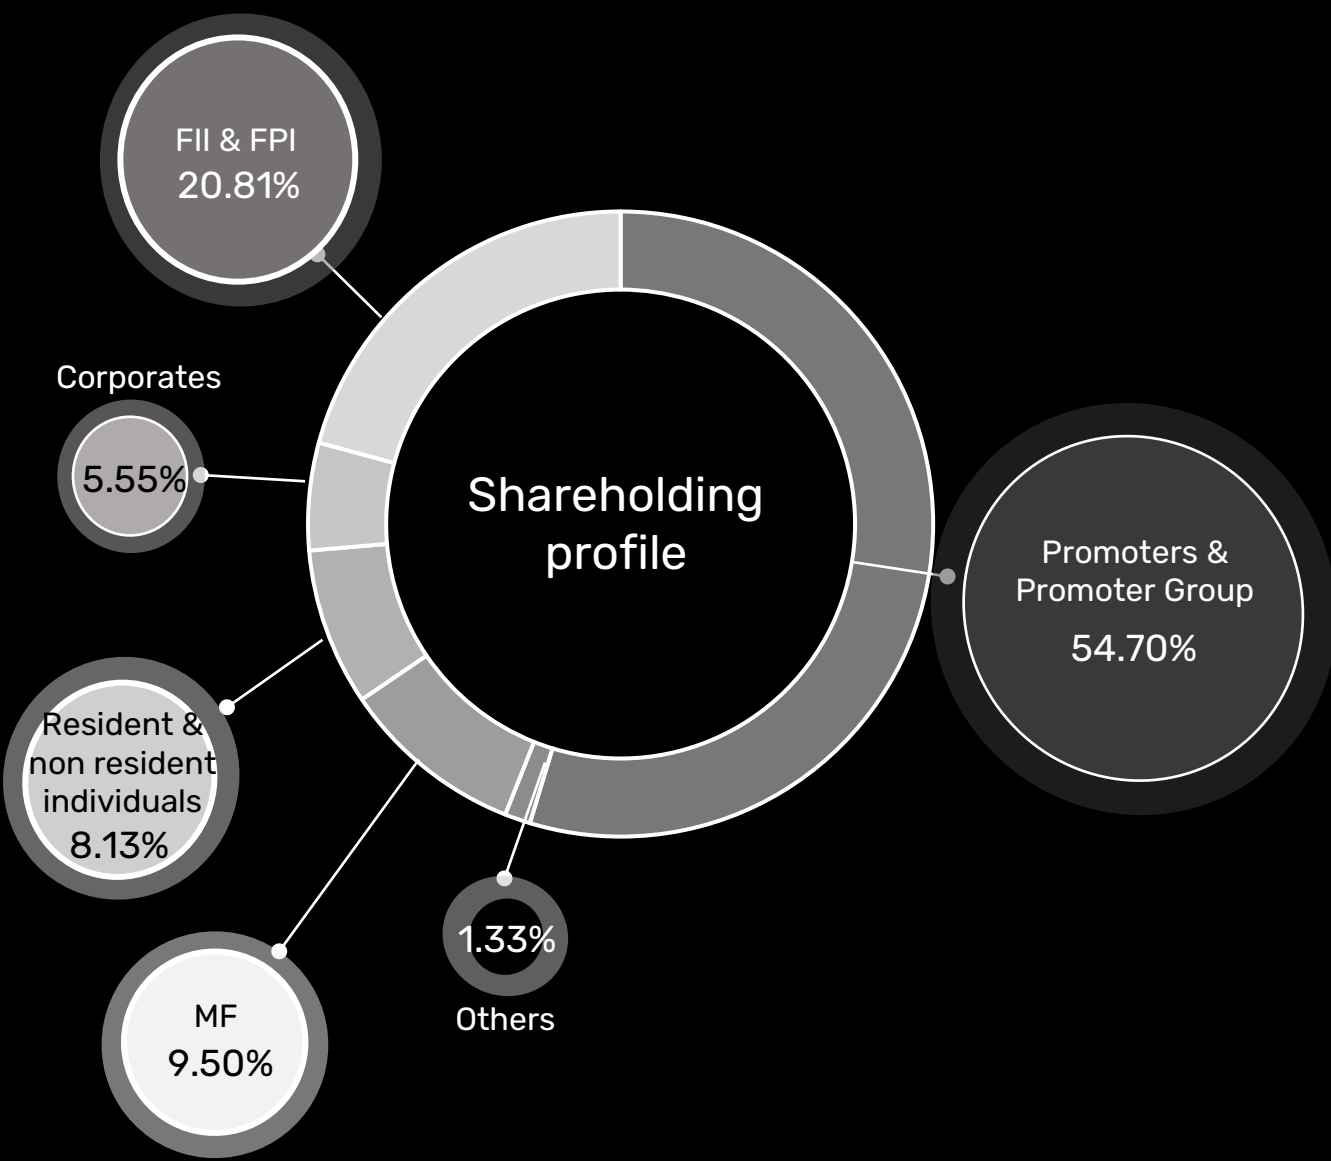 FII & FPI
20.81%
Corporates
5.55%
Shareholding
profile
Promoters &
Promoter Group
54.70%
Resident &
non resident
individuals
8.13%
MF
9.50%
1.33%
Others